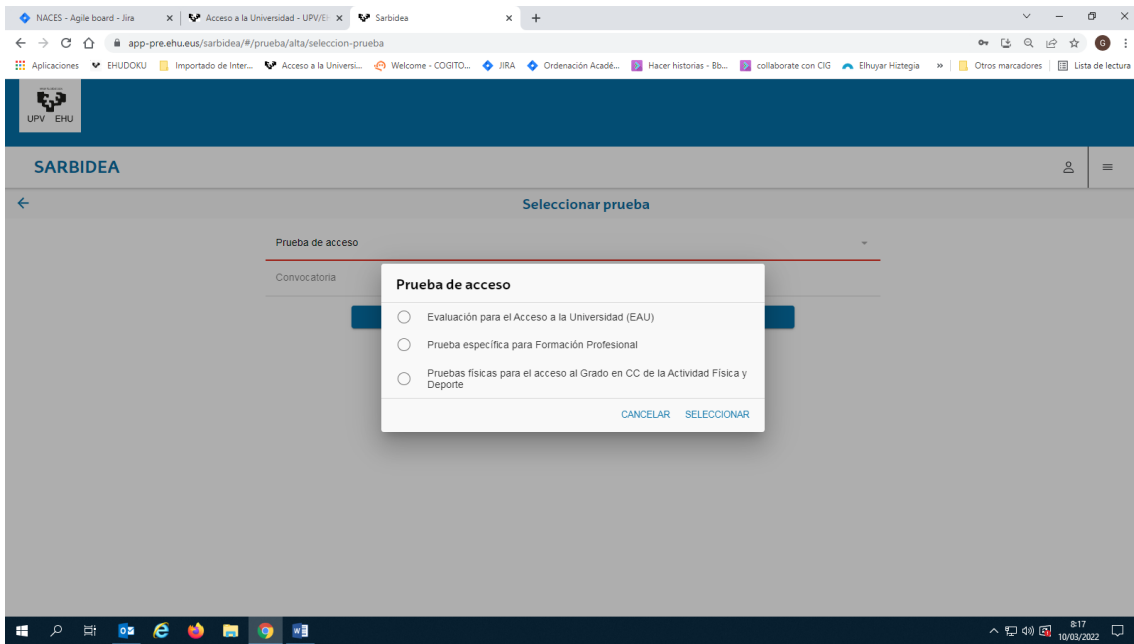 NACES - Agile board - Jira
Acceso a la Universidad - UPV/EH
Sarbidea
app-pre.ehu.eus/sarbidea/#/prueba/alta/seleccion-prueba
G
Aplicaciones
EHUDOKU
Importado de Inter...
Acceso a la Universi...
Welcome - COGITO...
JIRA
Ordenación Acadé...
Hacer historias - Bb...
collaborate con CIG
Elhuyar Hiztegia
»
Otros marcadores
Lista de lectura
UPV EHU
SARBIDEA
Seleccionar prueba
Prueba de acceso
Convocatoria
Prueba de acceso
Evaluación para el Acceso a la Universidad (EAU)
Prueba específica para Formación Profesional
Pruebas físicas para el acceso al Grado en CC de la Actividad Física y
Deporte
CANCELAR SELECCIONAR
8:17
10/03/2022